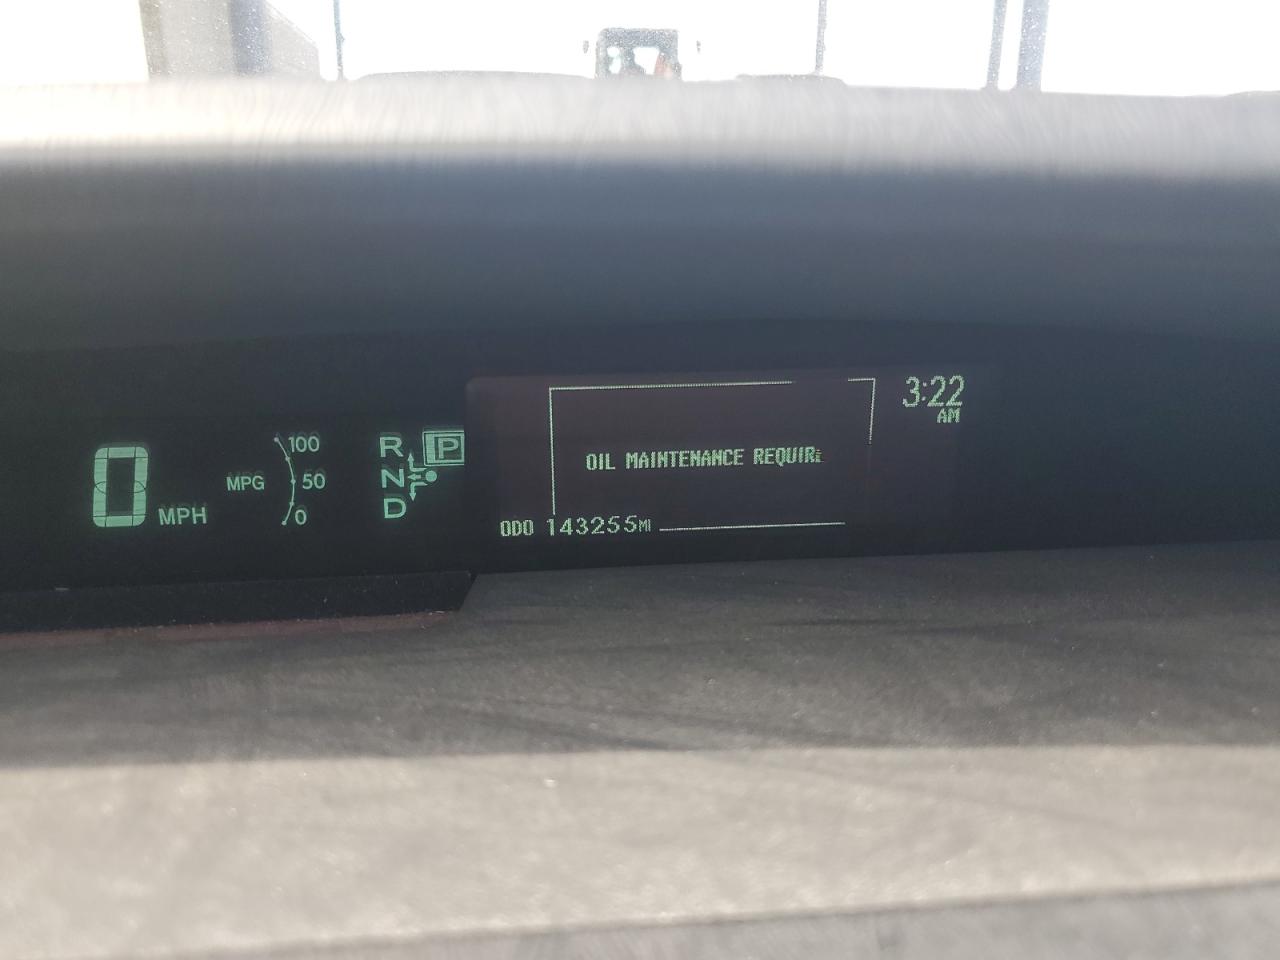 3:22
AM
OIL MAINTENANCE REQUIR
0
MPH
MPG
100
50
0
R
P
N
D
ODO 143255MI